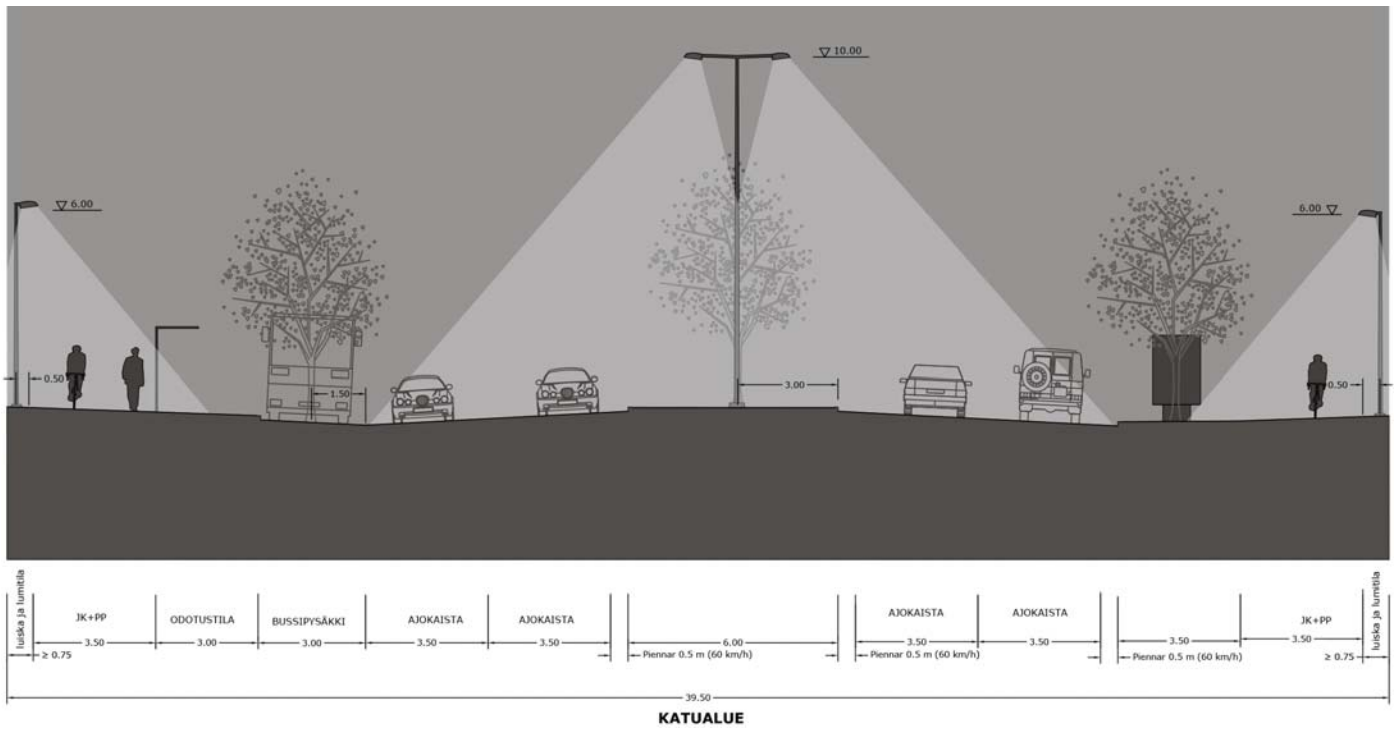 10.00
6.00
6.00
0.50
1.50
3.00
0.50
luiska ja lumitila
JK+PP
ODOTUSTILA
BUSSIPYSÄKKI
AJOKAISTA
AJOKAISTA
AJOKAISTA
AJOKAISTA
JK+PP
luiska ja lumitila
3.50
3.00
3.00
3.50
3.50
6.00
3.50
3.50
3.50
3.50
≥ 0.75
Piennar 0.5 m (60 km/h)
Piennar 0.5 m (60 km/h)
Piennar 0.5 m (60 km/h)
≥ 0.75
39.50
KATUALUE